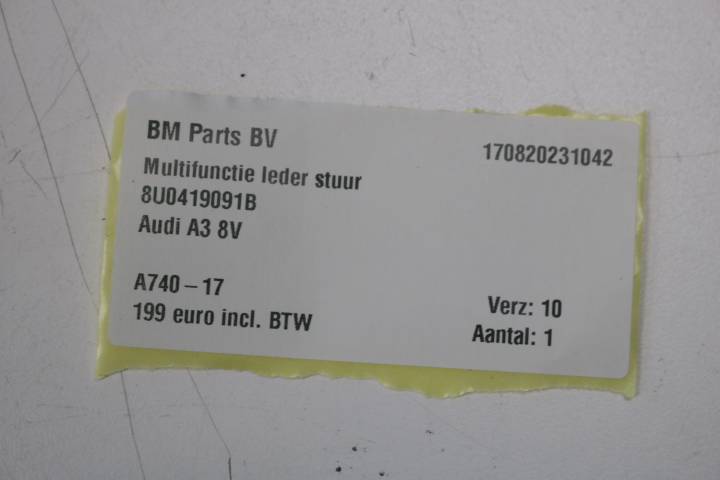 BM Parts BV
170820231042
Multifunctie leder stuur
8U0419091B
Audi A3 8V
A740 – 17
Verz: 10
199 euro incl. BTW
Aantal: 1